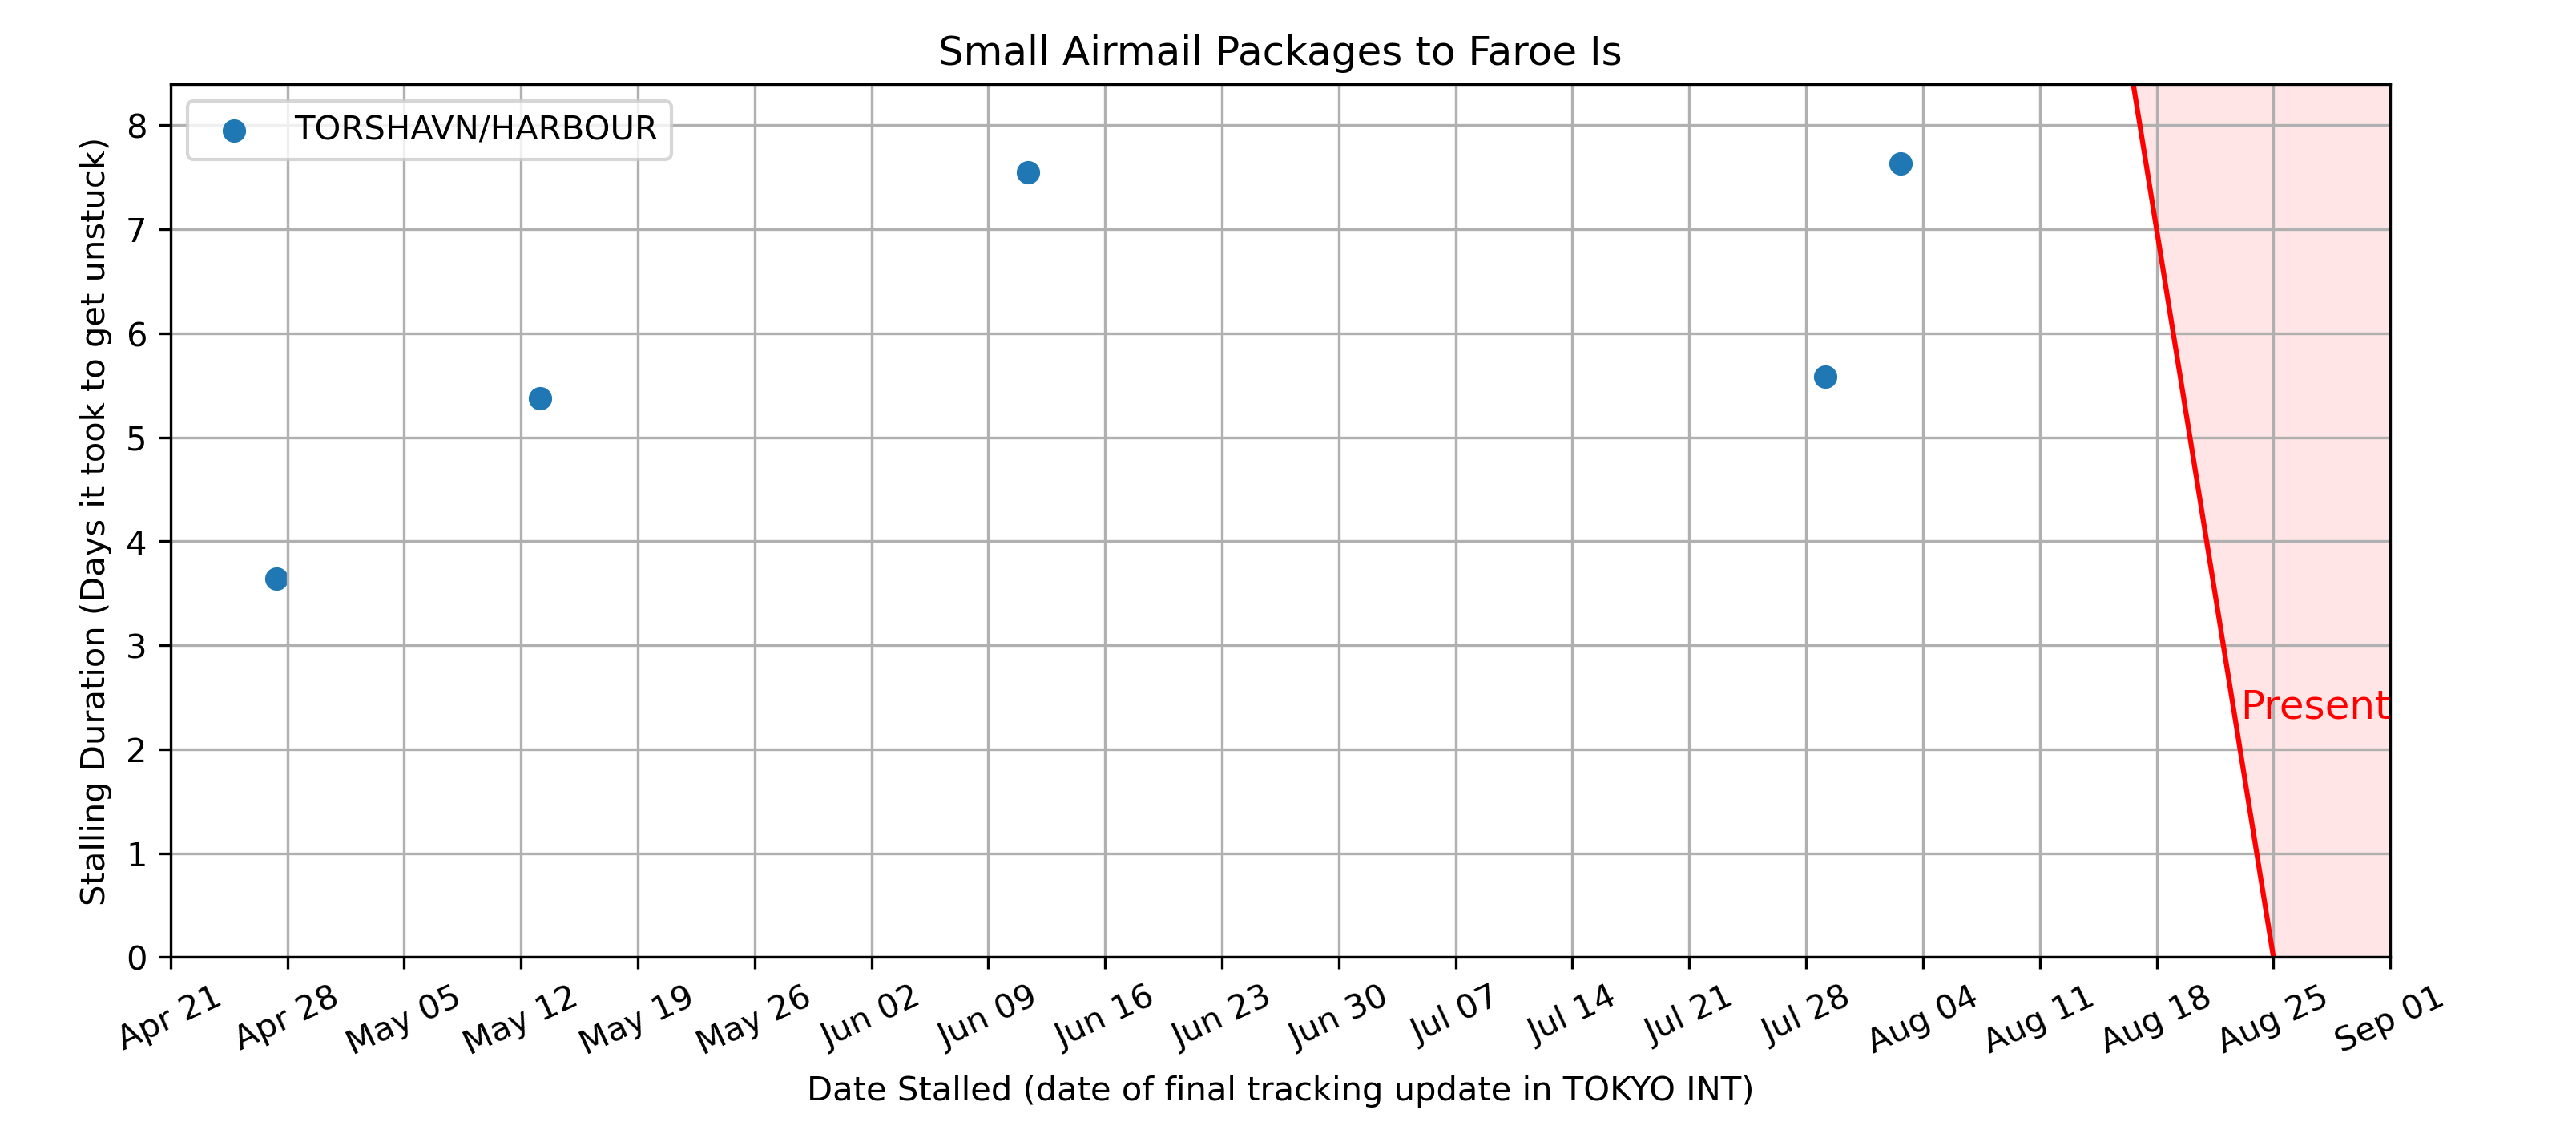 Small Airmail Packages to Faroe Is
TORSHAVN/HARBOUR
Stalling Duration (Days it took to get unstuck)
8
7
6
5
4
3
2
1
0
Present
Apr 21
Apr 28
May 05
May 12
May 19
May 26
Jun 02
Jun 09
Jun 16
Jun 23
Jun 30
Jul 07
Jul 14
Jul 21
Jul 28
Aug 04
Aug 11
Aug 18
Aug 25
Sep 01
Date Stalled (date of final tracking update in TOKYO INT)